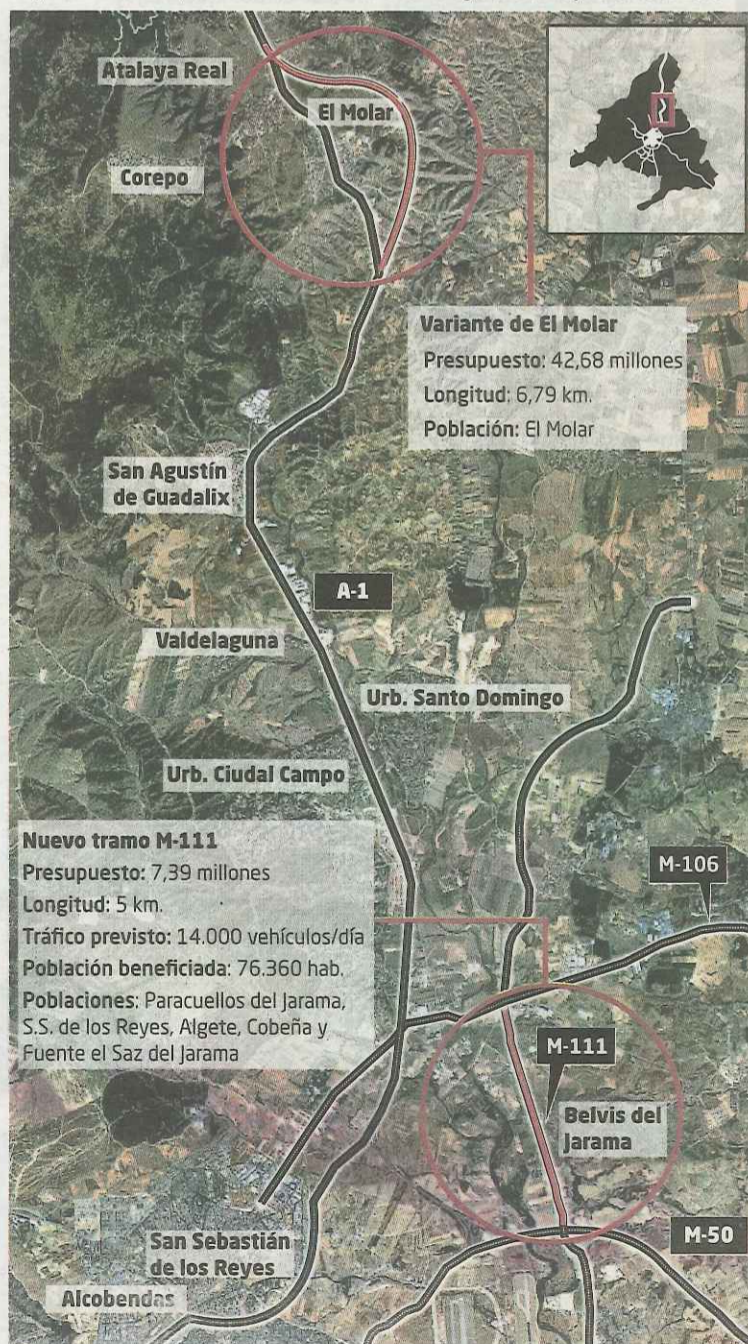 Atalaya Real
El Molar
Corepo
Variante de El Molar
Presupuesto: 42,68 millones
Longitud: 6,79 km.
Población: El Molar
San Agustín
de Guadalix
A-1
Valdelaguna
Urb. Santo Domingo
Urb. Ciudal Campo
Nuevo tramo M-111
Presupuesto: 7,39 millones
Longitud: 5 km.
Tráfico previsto: 14.000 vehículos/día
Población beneficiada: 76.360 hab.
Poblaciones: Paracuellos del Jarama,
S.S. de los Reyes, Algete, Cobeña y
Fuente el Saz del Jarama
M-106
M-111
Belvis del
Jarama
M-50
San Sebastián
de los Reyes
Alcobendas